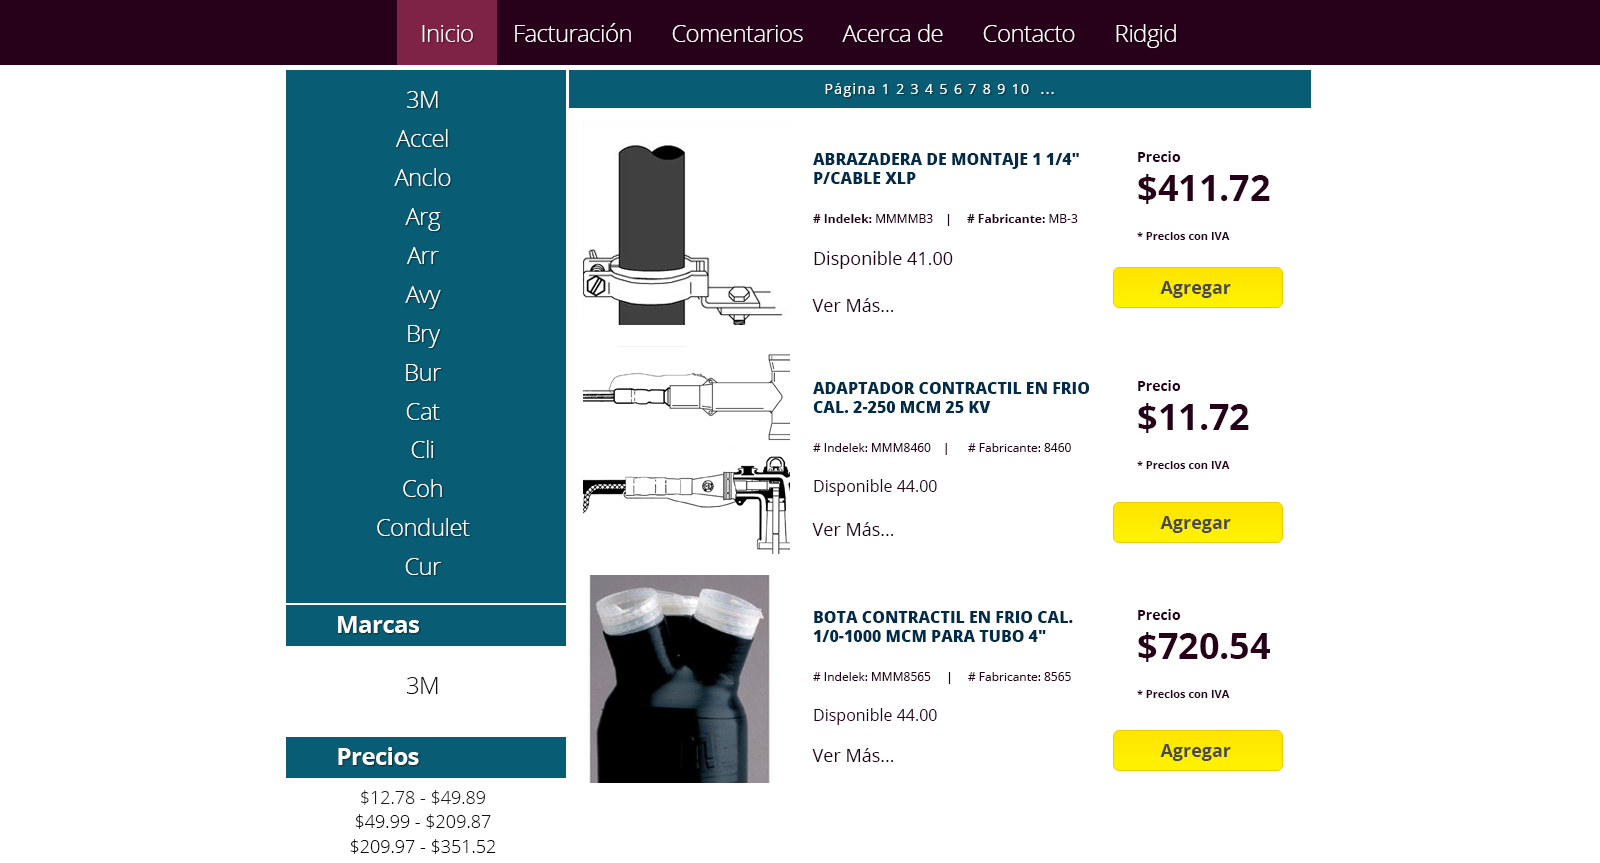 Inicio Facturación Comentarios Acerca de Contacto Ridgid
3M
Accel
Anclo
Arg
Arr
Avy
Bry
Bur
Cat
Cli
Coh
Condulet
Cur
Marcas
3M
Precios
$12.78 - $49.89
$49.99 - $209.87
$209.97 - $351.52
Página 1 2 3 4 5 6 7 8 9 10 ...
ABRAZADERA DE MONTAJE 1 1/4"
P/CABLE XLP
# Indelek: MMMMB3 | # Fabricante: MB-3
Disponible 41.00
Ver Más...
Precio
$411.72
* Precios con IVA
Agregar
ADAPTADOR CONTRACTIL EN FRIO
CAL. 2-250 MCM 25 KV
# Indelek: MMM8460 | # Fabricante: 8460
Disponible 44.00
Ver Más...
Precio
$11.72
* Precios con IVA
Agregar
BOTA CONTRACTIL EN FRIO CAL.
1/0-1000 MCM PARA TUBO 4"
# Indelek: MMM8565 | # Fabricante: 8565
Disponible 44.00
Ver Más...
Precio
$720.54
* Precios con IVA
Agregar